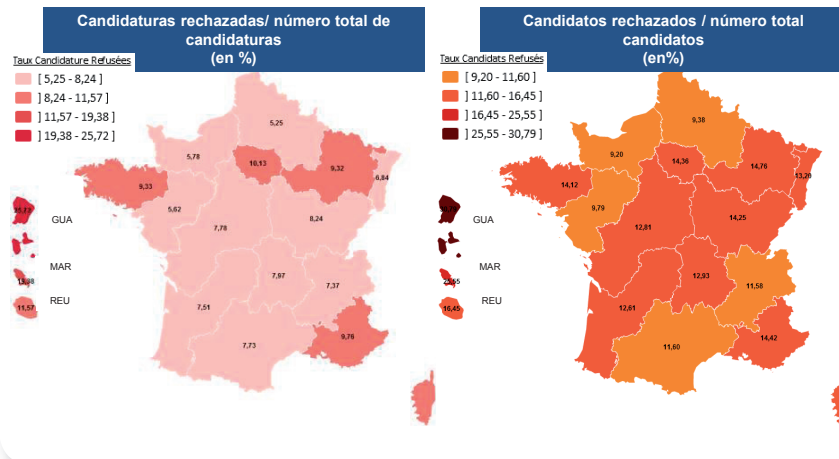 Candidaturas rechazadas/ número total de
candidaturas
(en %)
Taux Candidature Refusées
[ 5,25 - 8,24 ]
] 8,24 - 11,57 ]
] 11,57 - 19,38 ]
] 19,38 - 25,72 ]
5,25
5,78
10,13
9,32
6,84
9,33
5,62
7,78
8,24
7,97
7,37
7,51
7,73
9,76
GUA
MAR
REU
11,57
Candidatos rechazados / número total
candidatos
(en%)
Taux Candidats Refusés
[ 9,20 - 11,60 ]
] 11,60 - 16,45 ]
] 16,45 - 25,55 ]
] 25,55 - 30,79 ]
9,38
9,20
14,36
14,76
13,20
14,12
9,79
12,81
14,25
12,93
11,58
12,61
11,60
14,42
GUA
MAR
25,55
REU
16,45